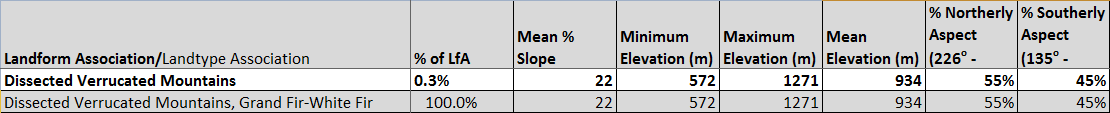 Landform Association/Landtype Association % of LfA Mean % Slope Minimum Elevation (m) Maximum Elevation (m) Mean Elevation (m) % Northerly Aspect (226° - % Southerly Aspect (135° -
Dissected Verrucated Mountains 0.3% 22 572 1271 934 55% 45%
Dissected Verrucated Mountains, Grand Fir-White Fir 100.0% 22 572 1271 934 55% 45%